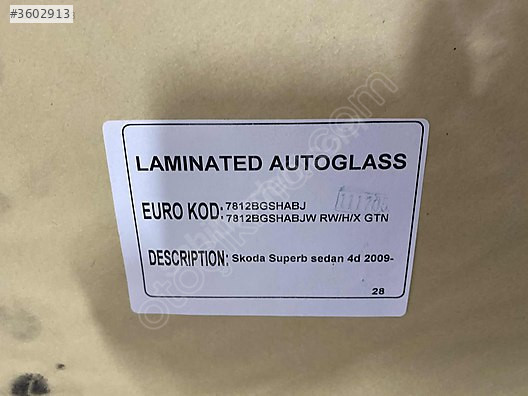 #3602913
LAMINATED AUTOGLASS
EURO KOD: 7812BGSHABJ
7812BGSHABJW RW/H/X GTN
DESCRIPTION: Skoda Superb sedan 4d 2009-
28